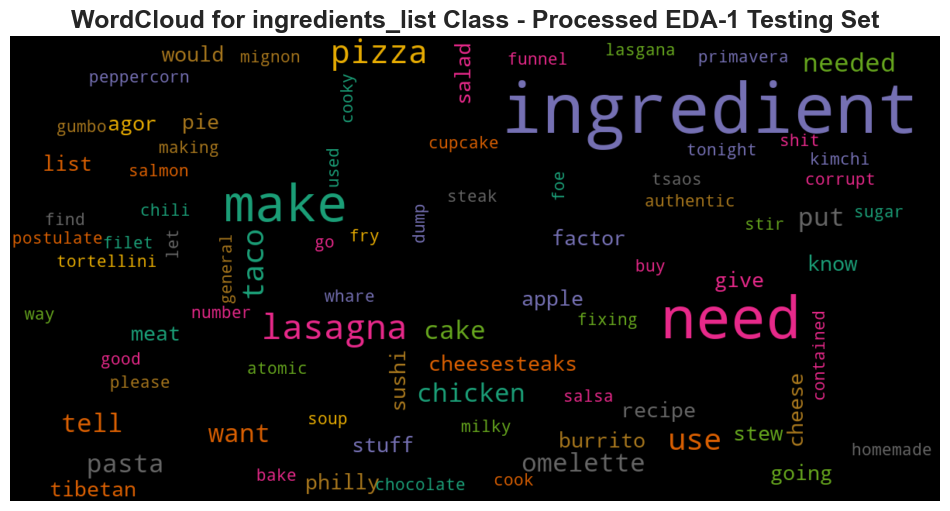 WordCloud for ingredients_list Class - Processed EDA-1 Testing Set
would mignon pizza salad funnel lasgana primavera needed
peppercorn cooky ingredient
gumbo agor pie cupcake tonight shit
list making salmon used kimchi
make steak foe tsaos corrupt
find chili dump authentic put sugar
postulate filet let general taco go fry factor stir
tortellini buy know
way number whare apple give
meat lasagna cake fixing need contained
good atomic sushi cheesesteaks
please chicken salsa recipe cheese
tell want soup milky burrito use stew
pasta stuff omelette homemade
tibetan bake philly chocolate cook going